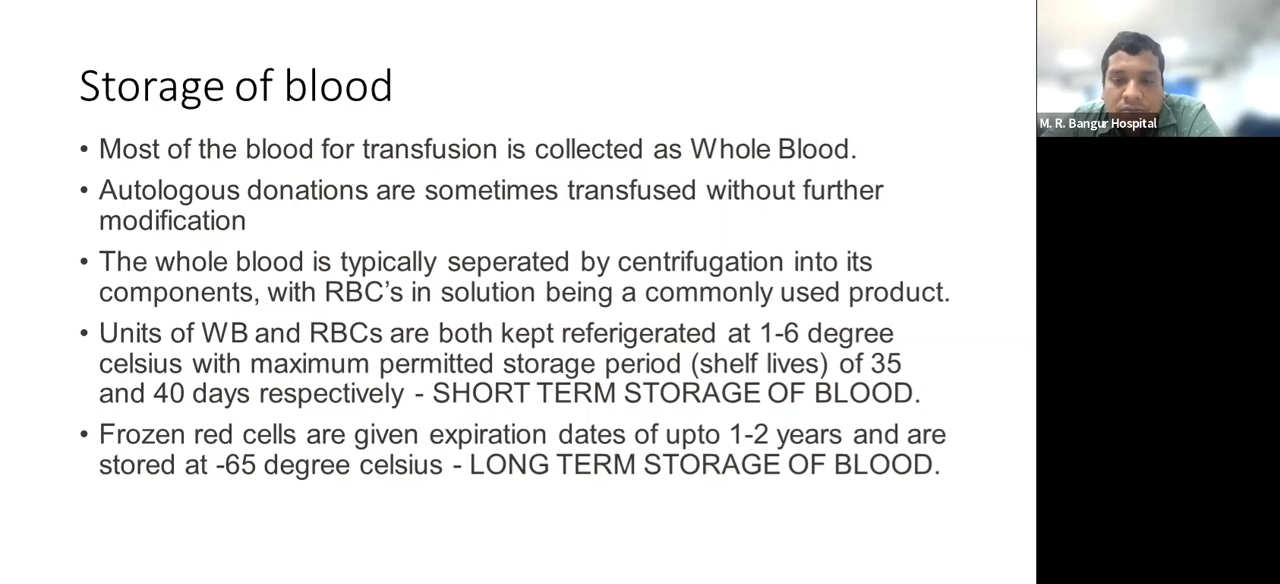 Storage of blood
• Most of the blood for transfusion is collected as Whole Blood.
• Autologous donations are sometimes transfused without further
modification
• The whole blood is typically seperated by centrifugation into its
components, with RBC’s in solution being a commonly used product.
• Units of WB and RBCs are both kept referigerated at 1-6 degree
celsius with maximum permitted storage period (shelf lives) of 35
and 40 days respectively - SHORT TERM STORAGE OF BLOOD.
• Frozen red cells are given expiration dates of upto 1-2 years and are
stored at -65 degree celsius - LONG TERM STORAGE OF BLOOD.
M. R. Bangur Hospital